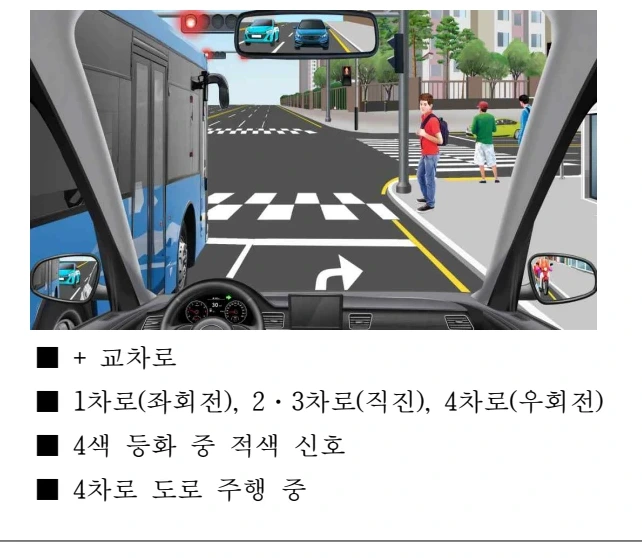 ■ + 교차로
■ 1차로(좌회전), 2·3차로(직진), 4차로(우회전)
■ 4색 등화 중 적색 신호
■ 4차로 도로 주행 중